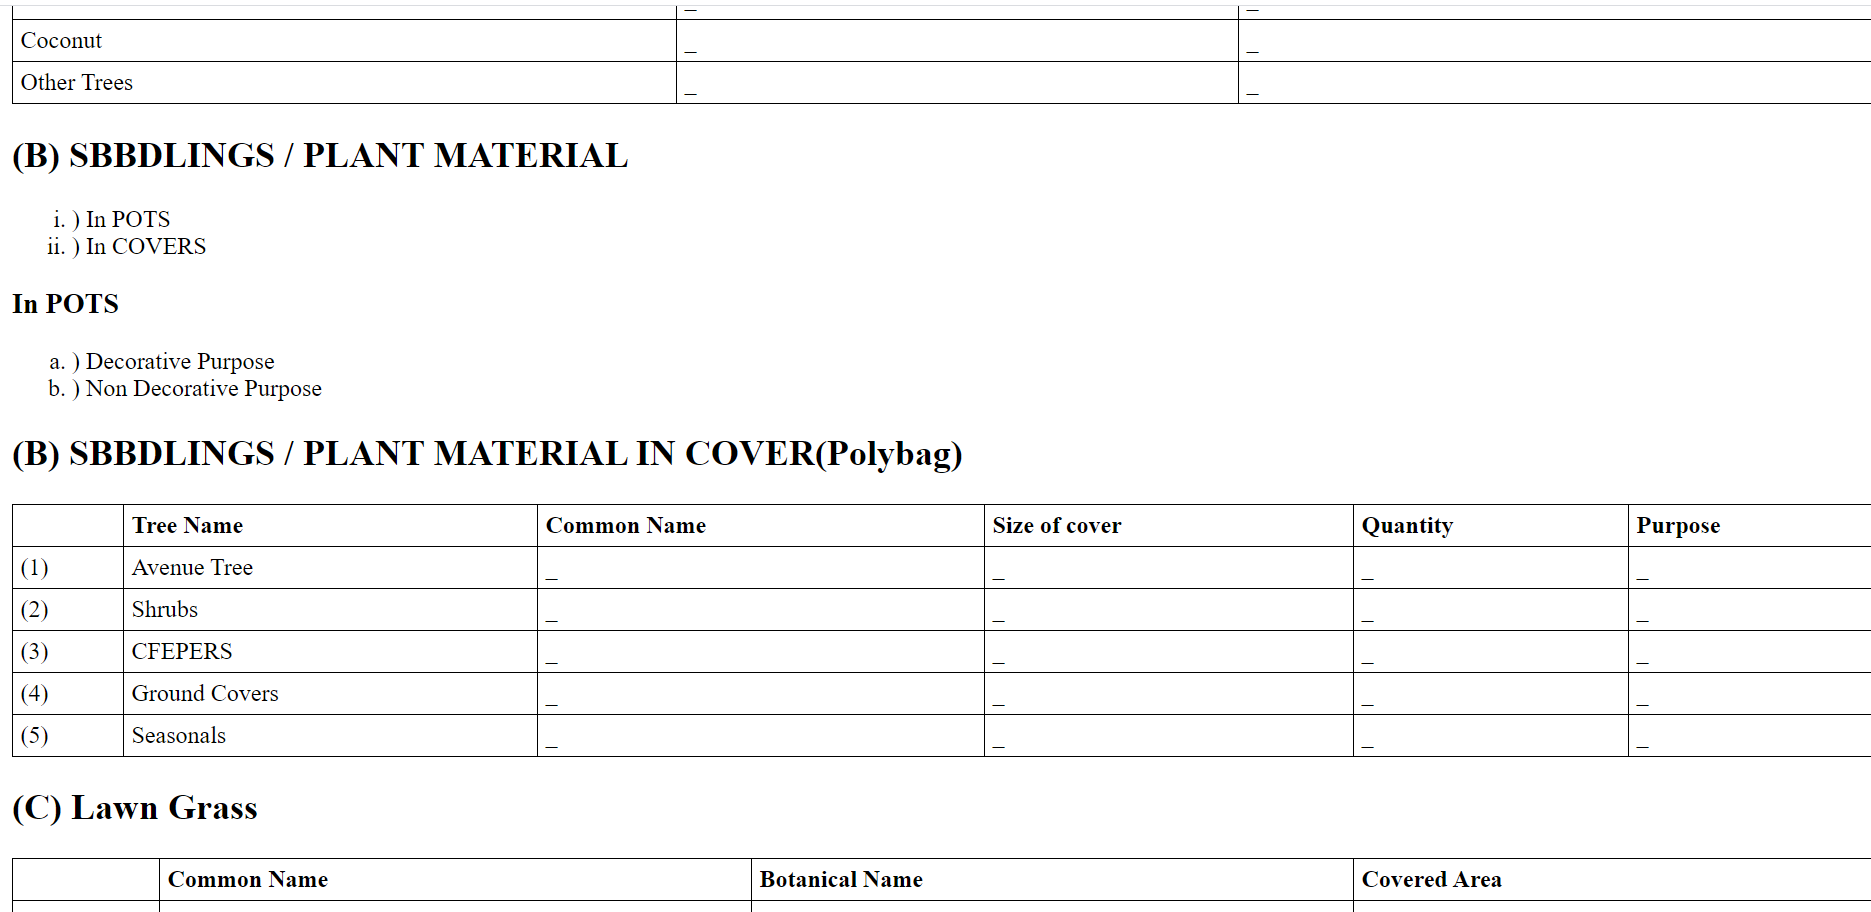 _ _
Coconut _ _
Other Trees _ _
(B) SBBDLINGS / PLANT MATERIAL
i. ) In POTS
ii. ) In COVERS
In POTS
a. ) Decorative Purpose
b. ) Non Decorative Purpose
(B) SBBDLINGS / PLANT MATERIAL IN COVER(Polybag)
Tree Name Common Name Size of cover Quantity Purpose
(1) Avenue Tree _ _ _ _
(2) Shrubs _ _ _ _
(3) CFEPERS _ _ _ _
(4) Ground Covers _ _ _ _
(5) Seasonals _ _ _ _
(C) Lawn Grass
Common Name Botanical Name Covered Area